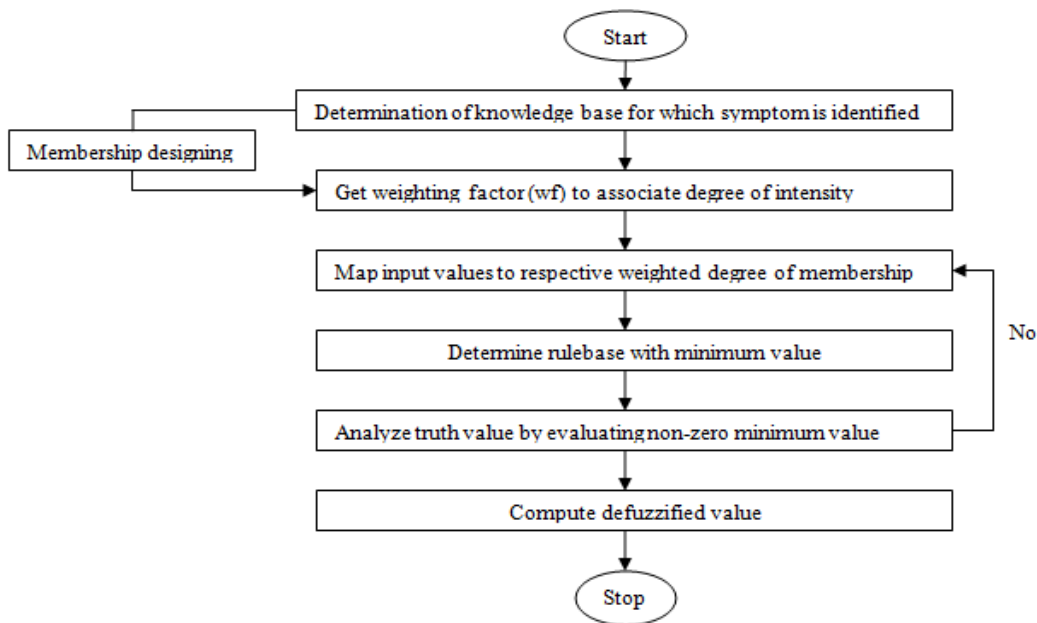 Start
Determination of knowledge base for which symptom is identified
Membership designing
Get weighting factor (wf) to associate degree of intensity
Map input values to respective weighted degree of membership
No
Determine rulebase with minimum value
Analyze truth value by evaluating non-zero minimum value
Compute defuzzified value
Stop